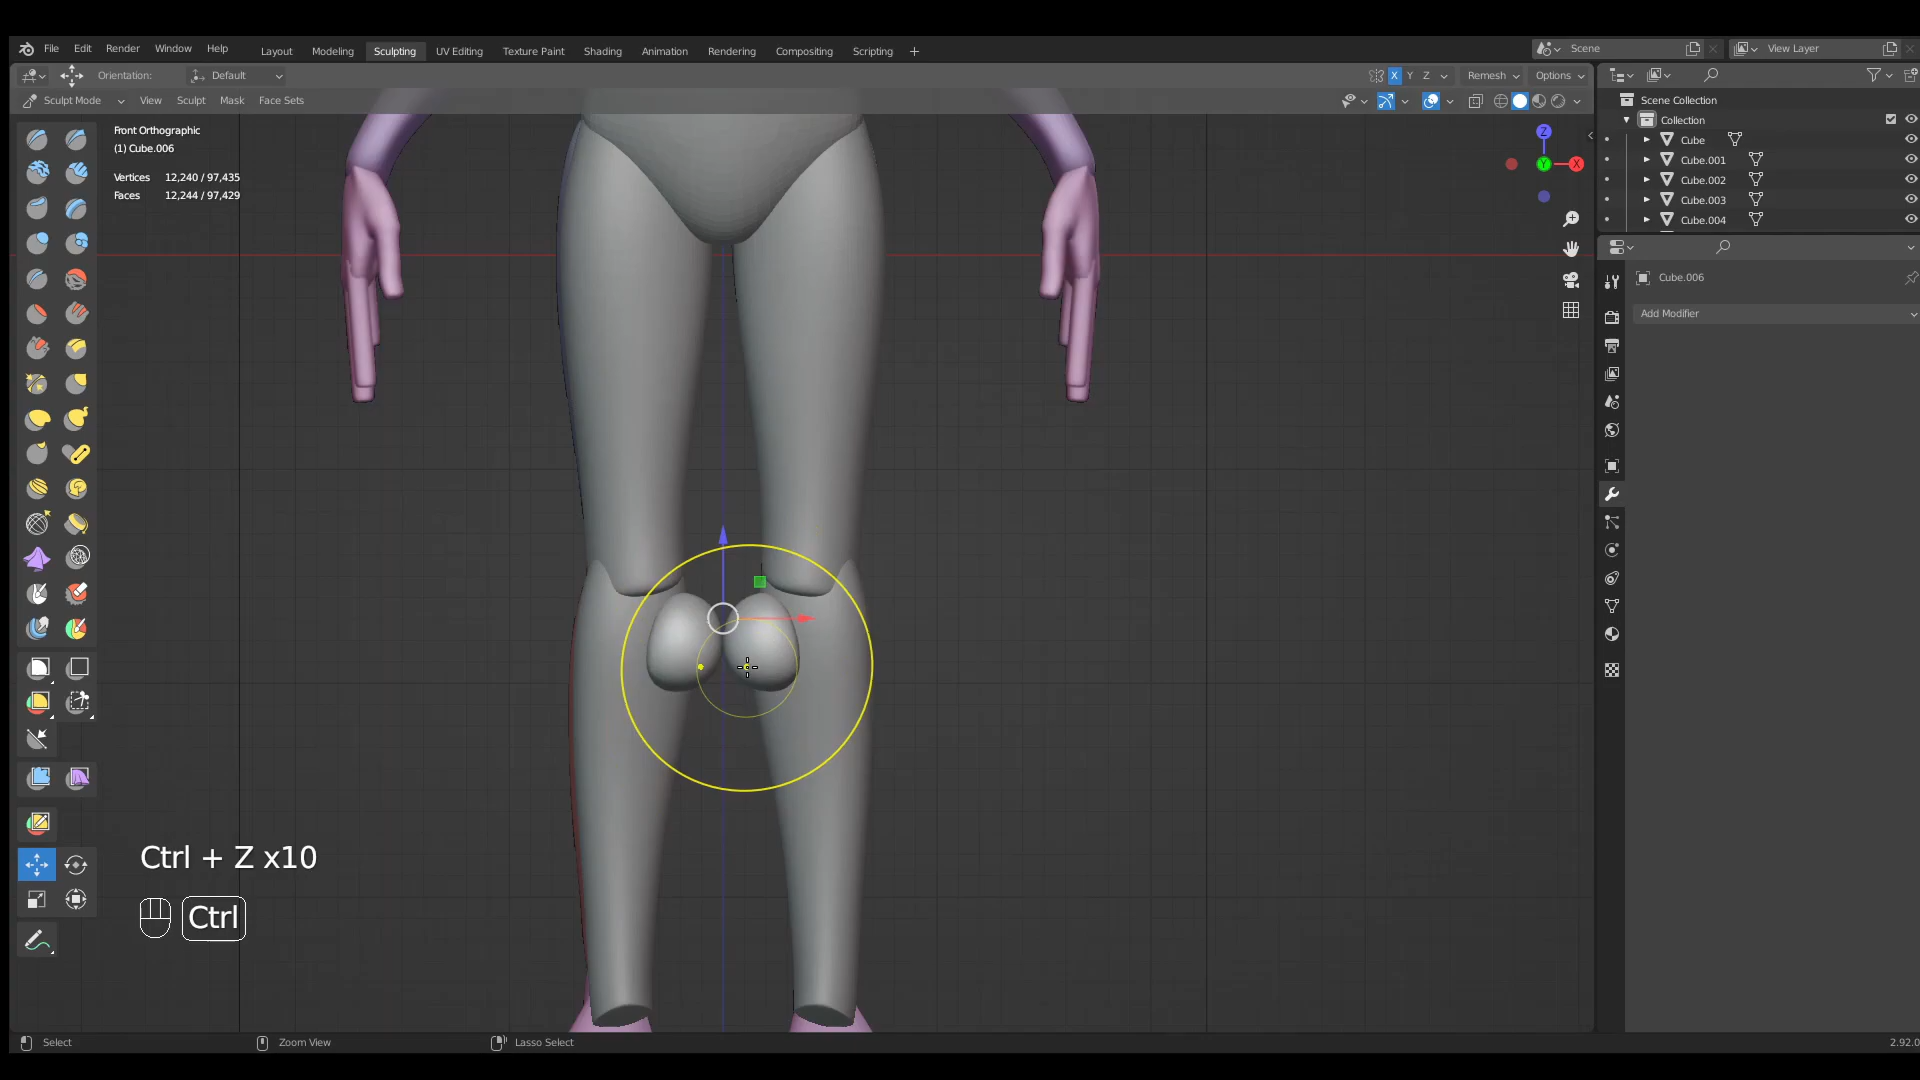 File Edit Render Window Help Layout Modeling Sculpting UV Editing Texture Paint Shading Animation Rendering Compositing Scripting + Scene View Layer
Orientation: Default X Y Z Remesh Options
Sculpt Mode View Sculpt Mask Face Sets
Scene Collection
Collection
Cube
Cube.001
Cube.002
Cube.003
Cube.004
Front Orthographic
(1) Cube.006
Vertices 12,240 / 97,435
Faces 12,244 / 97,429
Z
Y
X
Cube.006
Add Modifier
Ctrl + Z x10
Ctrl
Select Zoom View Lasso Select 2.92.0